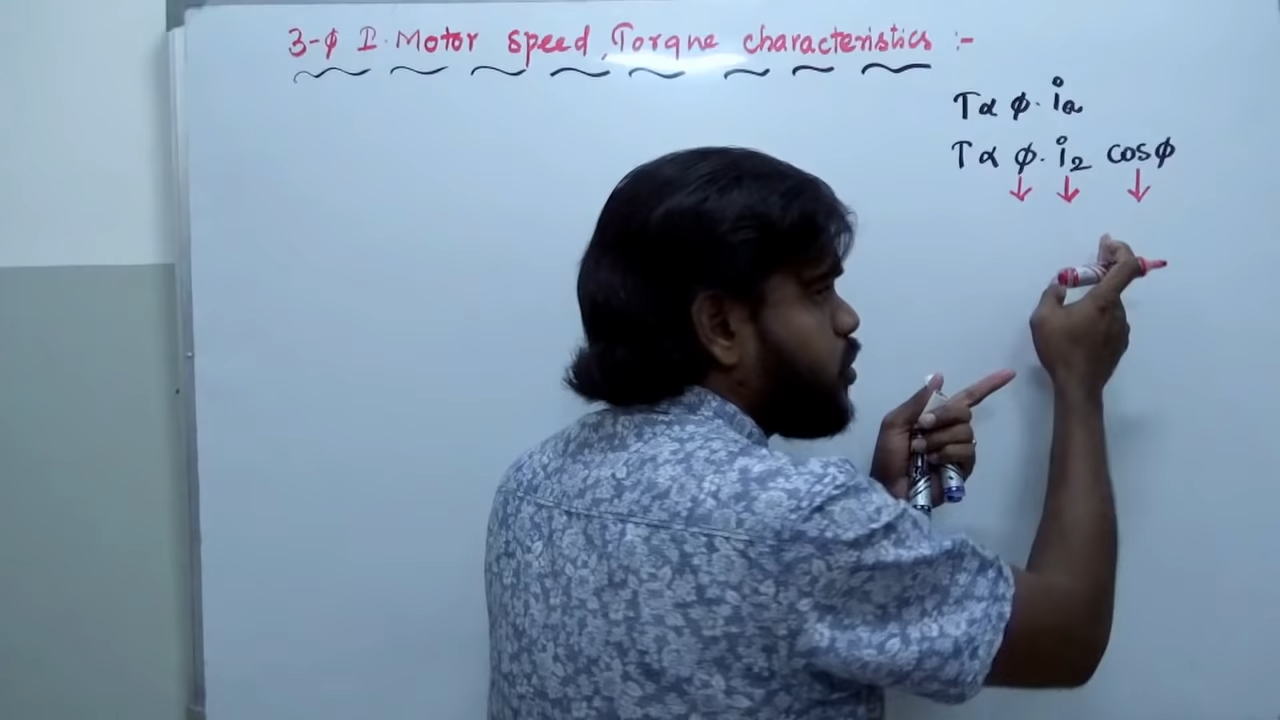 3-ϕ I. Motor speed, Torque characteristics :-
T α ϕ. ia
T α ϕ. i2 cosϕ